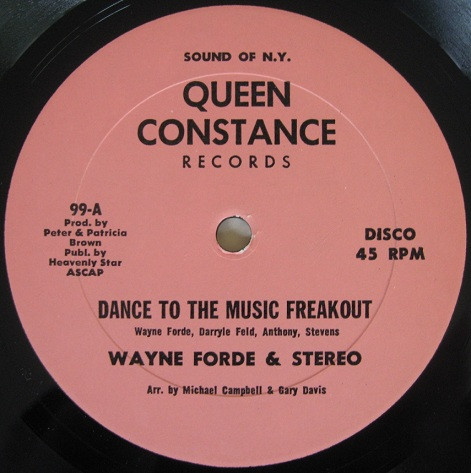 SOUND OF N.Y.
QUEEN
CONSTANCE
RECORDS
99-A
Prod. by
Peter & Patricia
Brown
Publ. by
Heavenly Star
ASCAP
DISCO
45 RPM
DANCE TO THE MUSIC FREAKOUT
Wayne Forde, Darryle Feld, Anthony, Stevens
WAYNE FORDE & STEREO
Arr. by Michael Campbell & Gary Davis